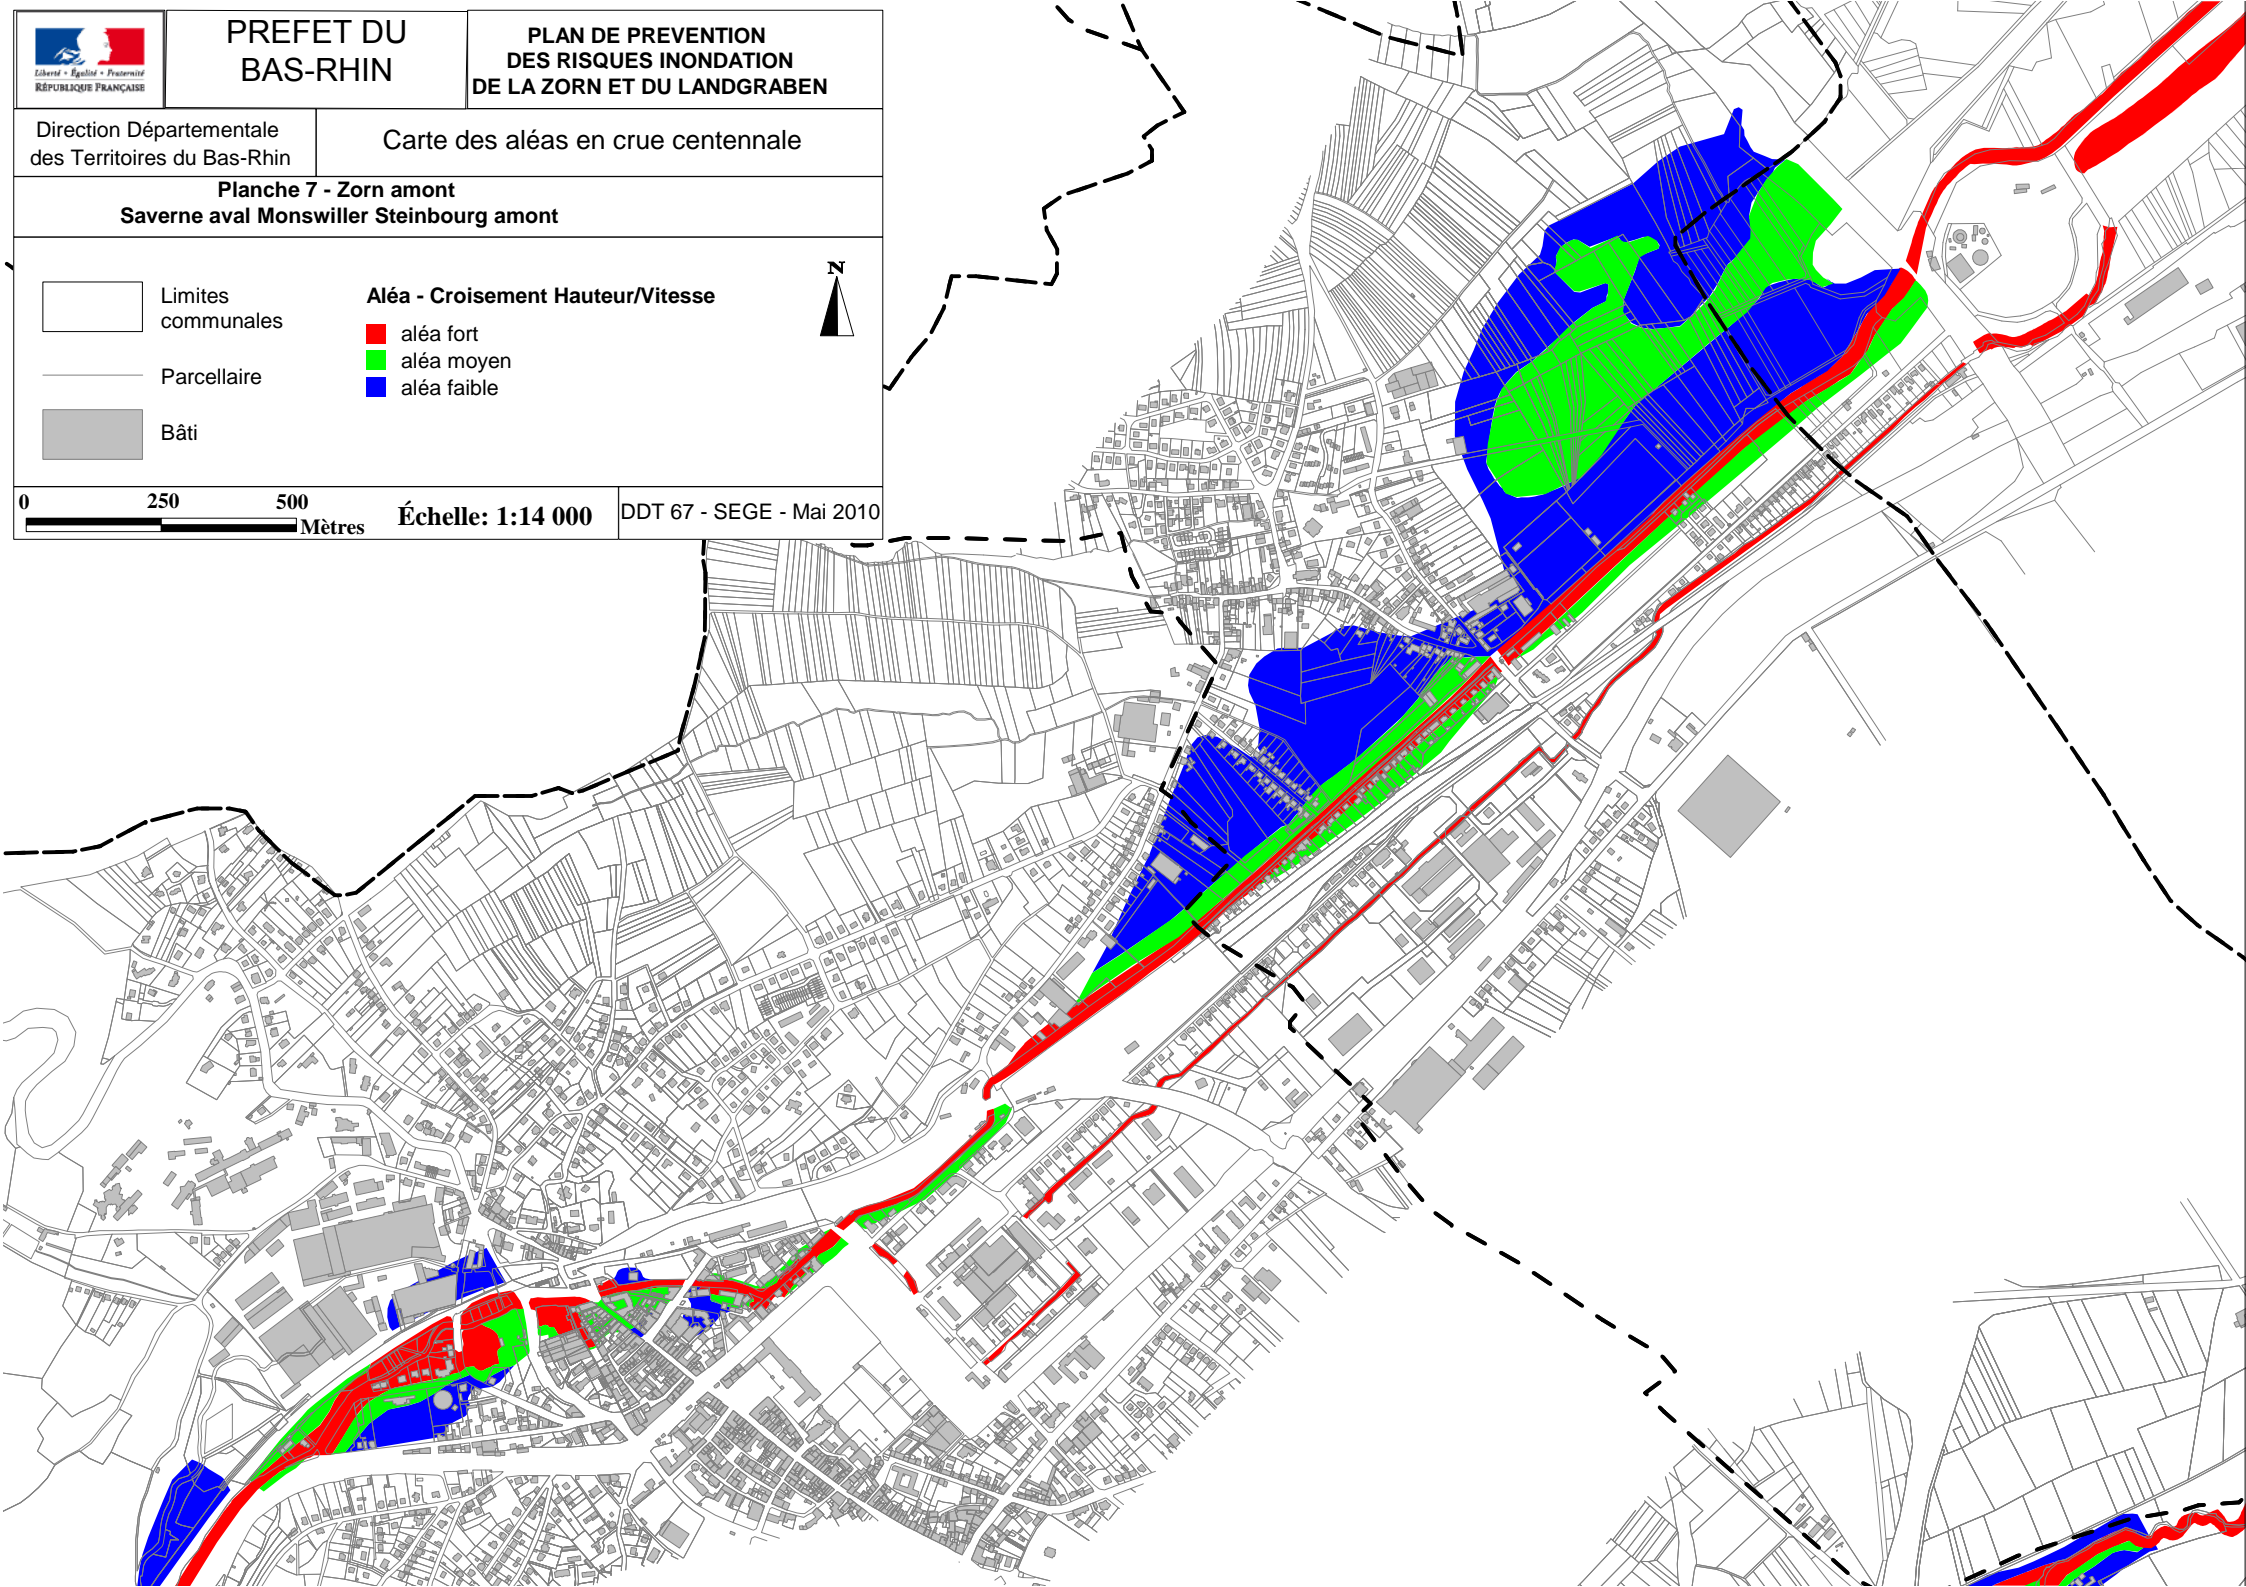 Liberté • Égalité • Fraternité
RÉPUBLIQUE FRANÇAISE
PREFET DU
BAS-RHIN
PLAN DE PREVENTION
DES RISQUES INONDATION
DE LA ZORN ET DU LANDGRABEN
Direction Départementale
des Territoires du Bas-Rhin
Carte des aléas en crue centennale
Planche 7 - Zorn amont
Saverne aval Monswiller Steinbourg amont
Limites
communales
Parcellaire
Bâti
Aléa - Croisement Hauteur/Vitesse
aléa fort
aléa moyen
aléa faible
N
0 250 500
Mètres
Échelle: 1:14 000
DDT 67 - SEGE - Mai 2010